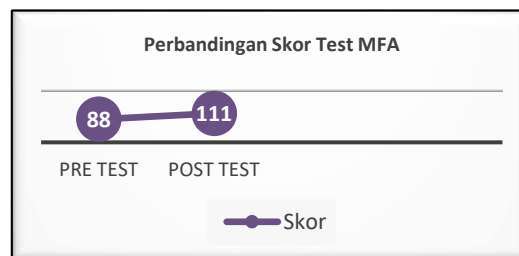 Perbandingan Skor Test MFA
88
111
PRE TEST POST TEST
Skor